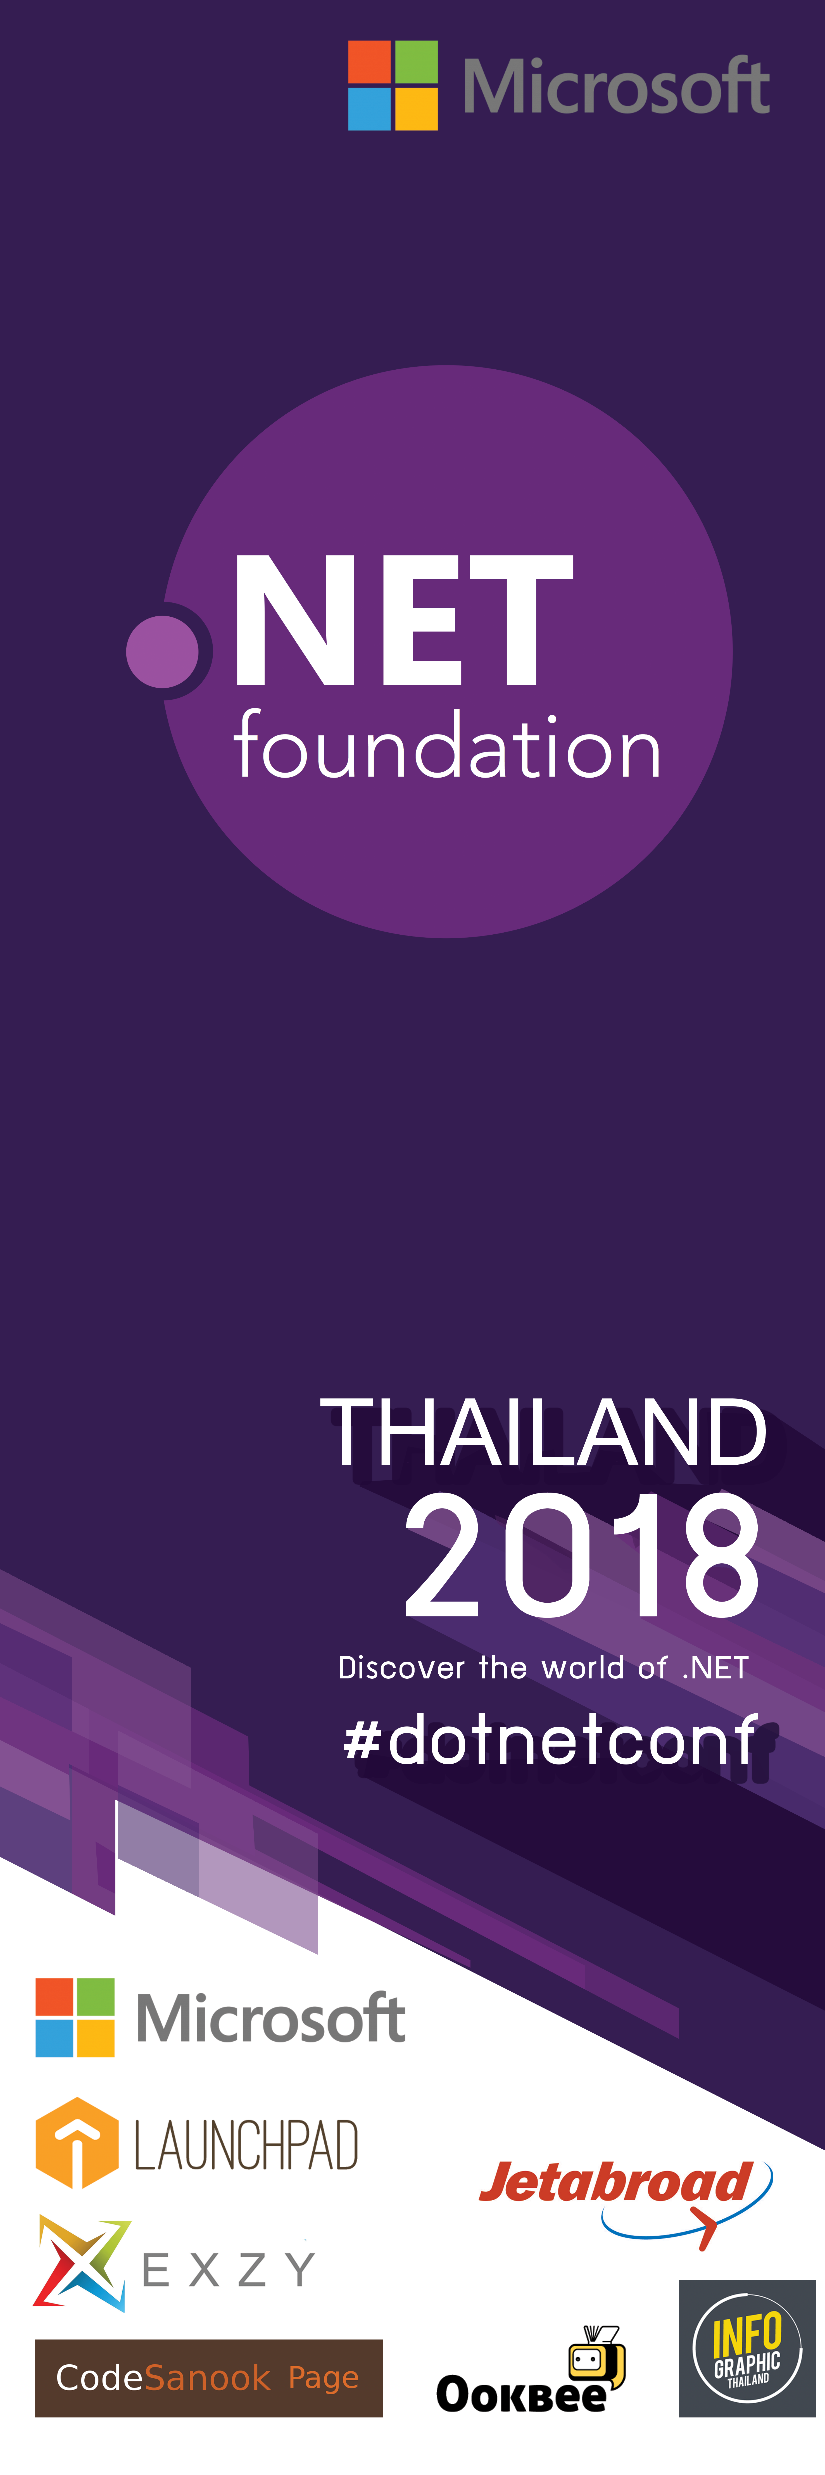 Microsoft
.NET
foundation
THAILAND
2018
Discover the world of .NET
#dotnetconf
Microsoft
LAUNCHPAD
Jetabroad
EXZY
CodeSanook Page
OOKBee
INFO
GRAPHIC
THAILAND